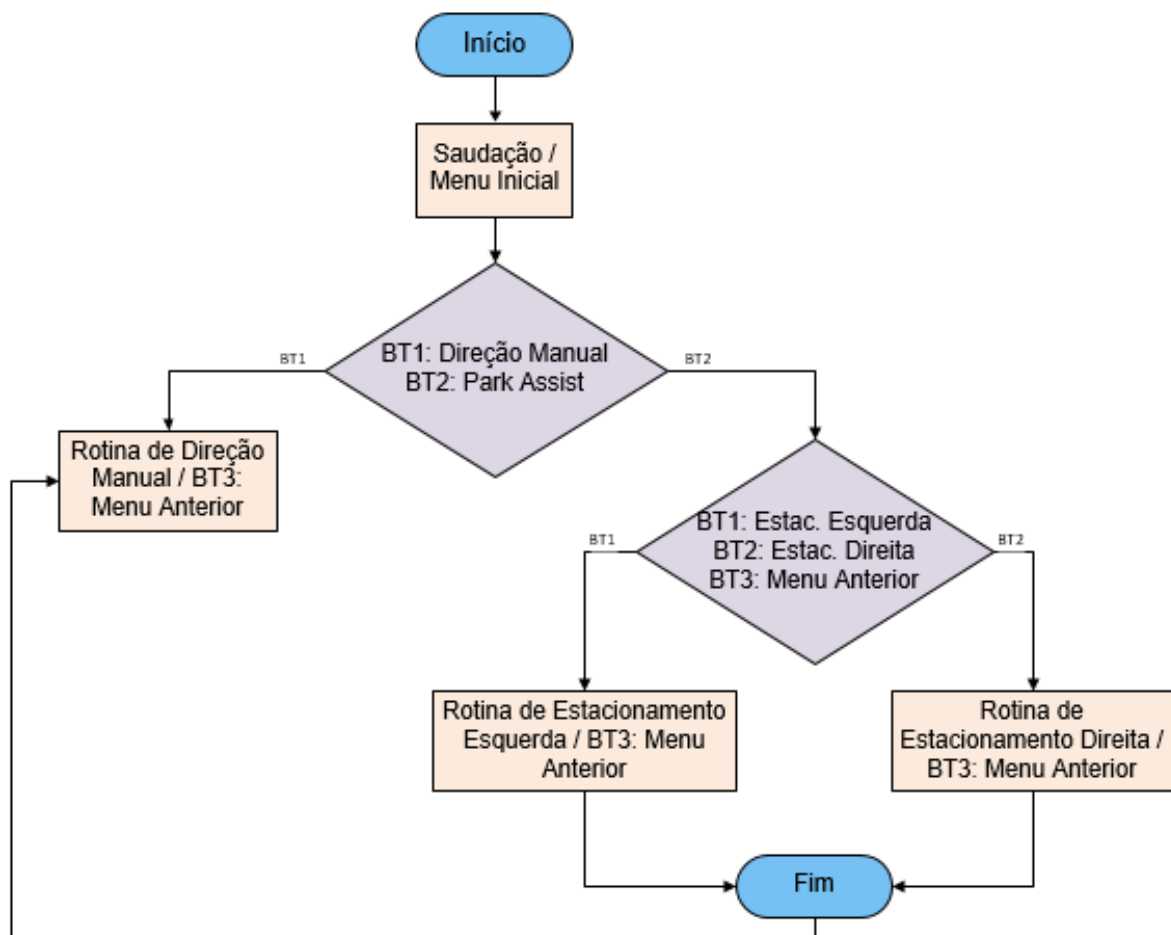 Início
Saudação /
Menu Inicial
BT1
BT1: Direção Manual
BT2: Park Assist
BT2
Rotina de Direção
Manual / BT3:
Menu Anterior
BT1
BT1: Estac. Esquerda
BT2: Estac. Direita
BT3: Menu Anterior
BT2
Rotina de Estacionamento
Esquerda / BT3: Menu
Anterior
Rotina de
Estacionamento Direita /
BT3: Menu Anterior
Fim